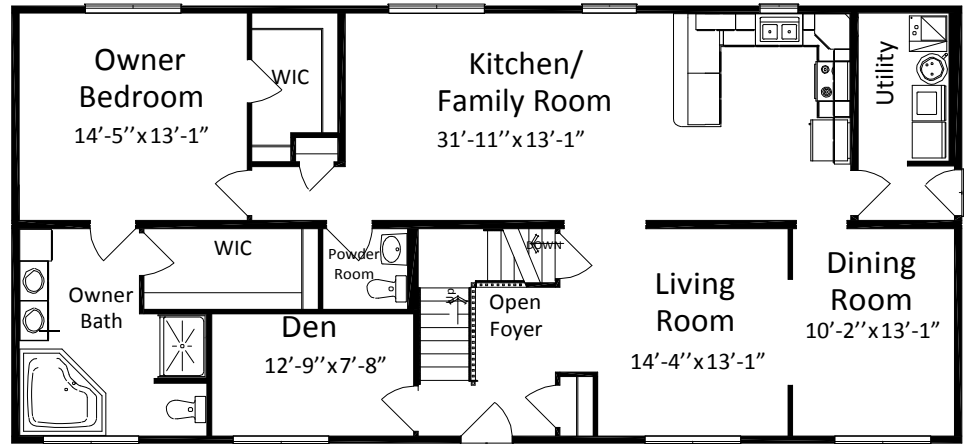 Owner
Bedroom
14'-5''x13'-1”
WIC
Kitchen/
Family Room
31'-11”x13'-1”
Utility
Owner
Bath
WIC
Powder
Room
DOWN
Up
Open
Foyer
Den
12'-9''x7'-8”
Living
Room
14'-4”x13'-1”
Dining
Room
10'-2''x13'-1”